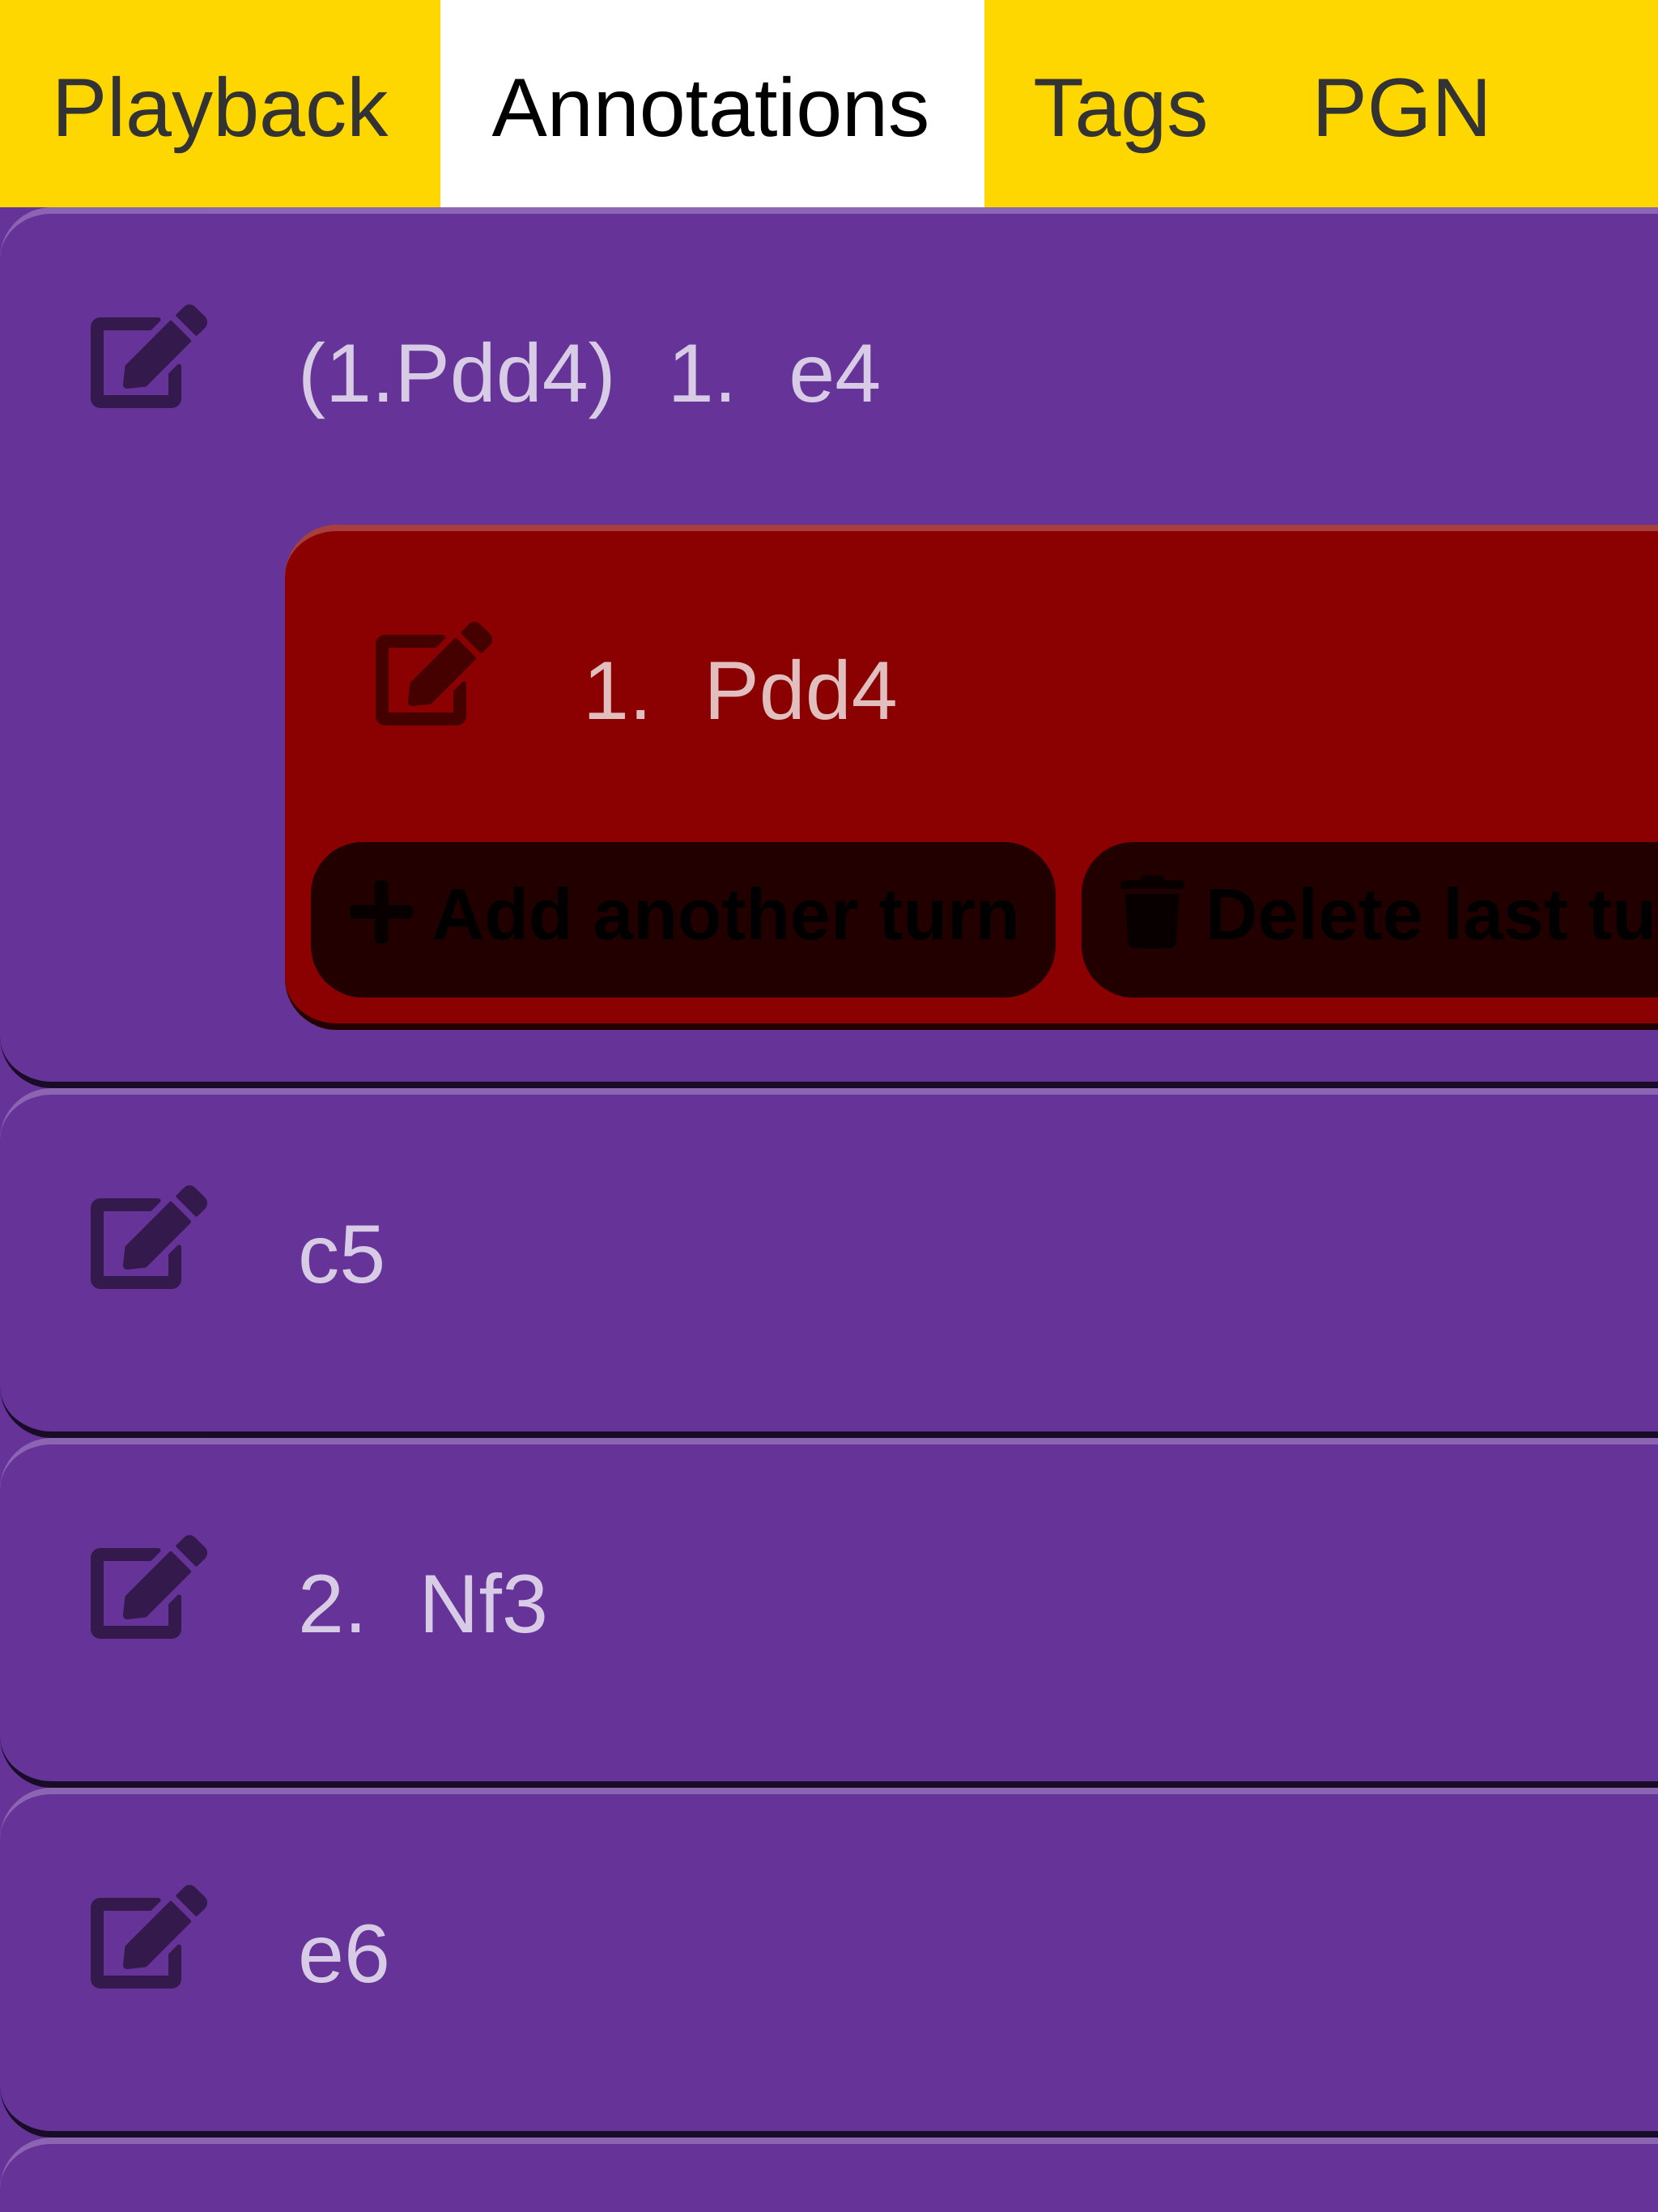 Playback Annotations Tags PGN
(1.Pdd4) 1. e4
1. Pdd4
Add another turn Delete last tu
c5
2. Nf3
e6